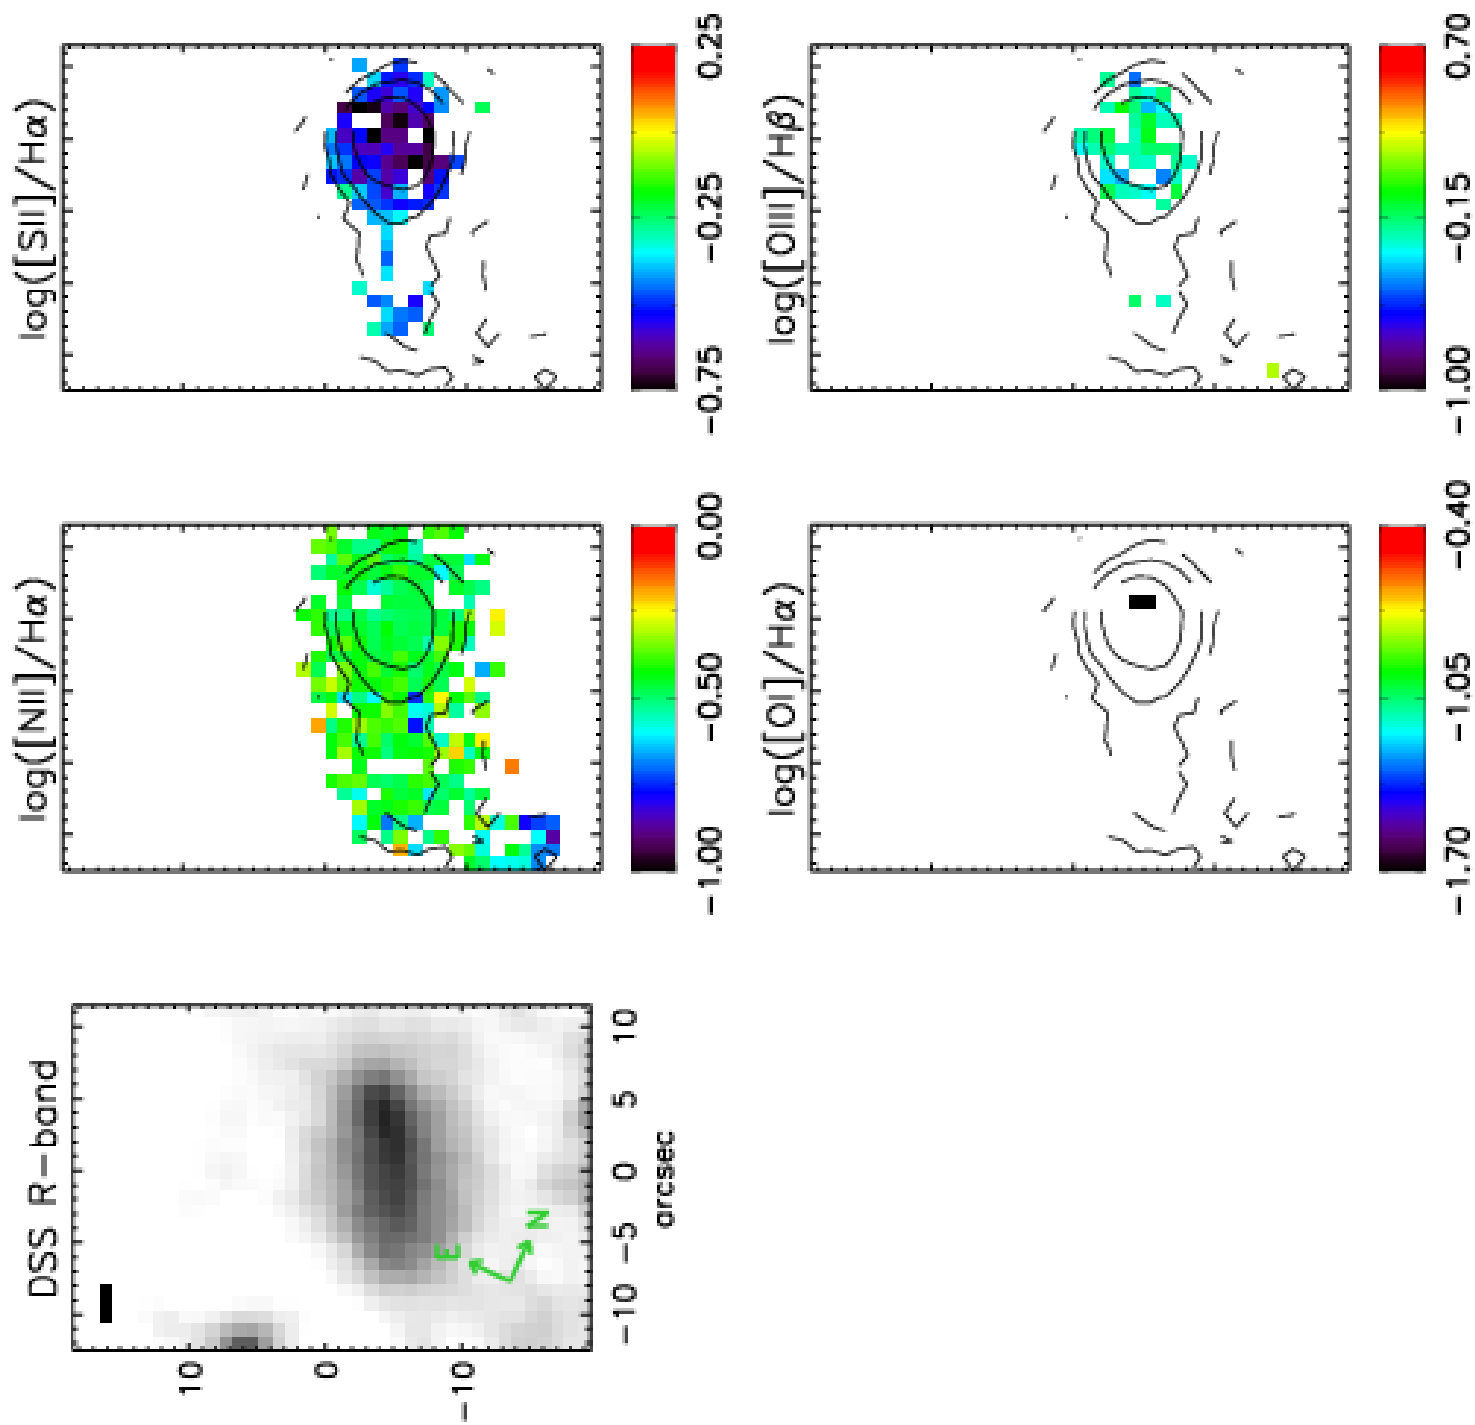 DSS R−band
10
0
−10
−10 −5 0 5 10
arcsec
E
N
log([NII]/Hα)
−1.00 −0.50 0.00
log([SII]/Hα)
−0.75 −0.25 0.25
log([OI]/Hα)
−1.70 −1.05 −0.40
log([OIII]/Hβ)
−1.00 −0.15 0.70